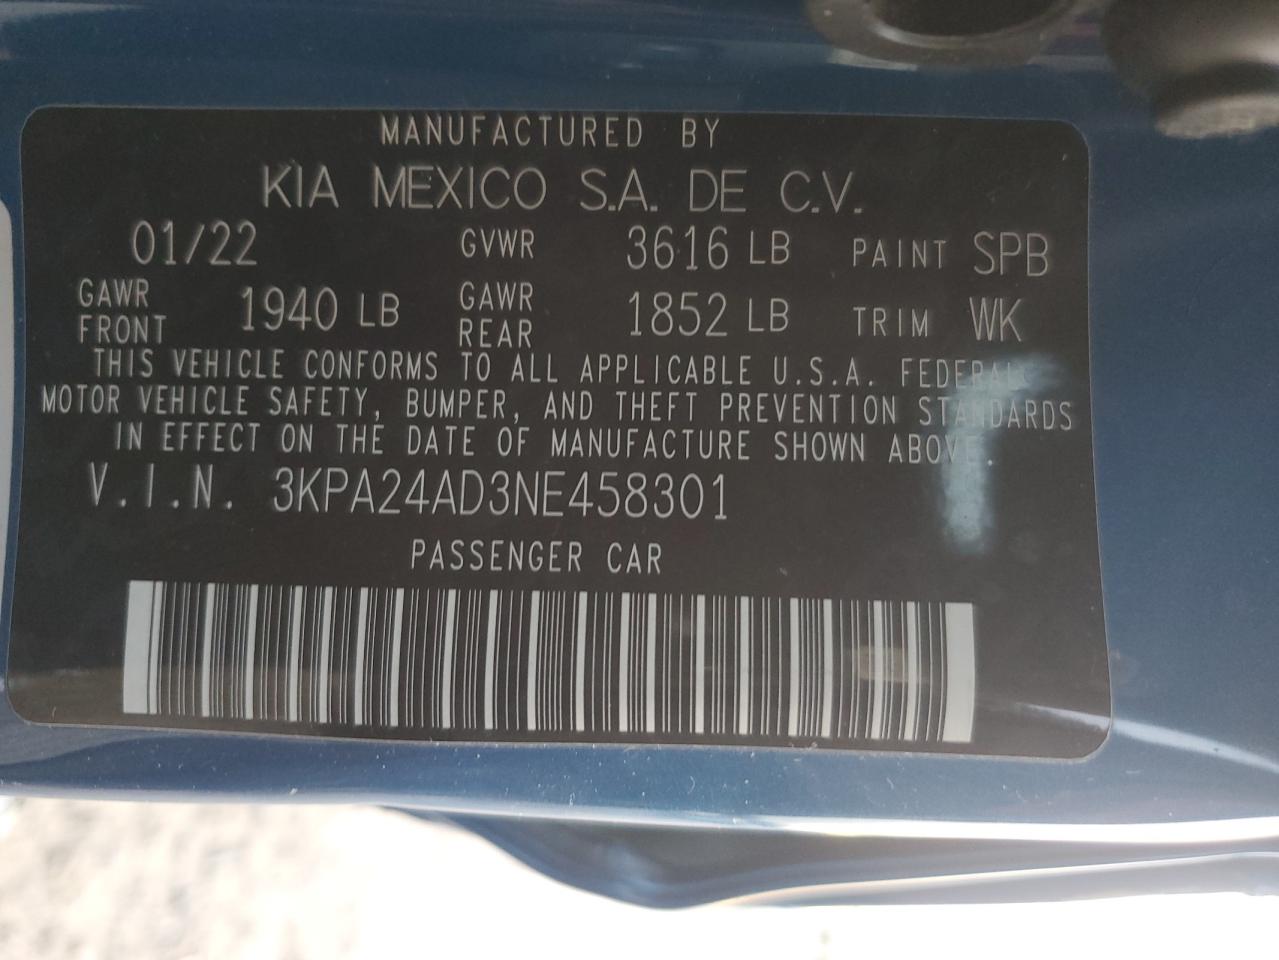 MANUFACTURED BY
KIA MEXICO S.A. DE C.V.
01/22 GVWR 3616 LB PAINT SPB
GAWR FRONT 1940 LB GAWR REAR 1852 LB TRIM WK
THIS VEHICLE CONFORMS TO ALL APPLICABLE U.S.A. FEDERAL
MOTOR VEHICLE SAFETY, BUMPER, AND THEFT PREVENTION STANDARDS
IN EFFECT ON THE DATE OF MANUFACTURE SHOWN ABOVE.
V.I.N. 3KPA24AD3NE458301
PASSENGER CAR